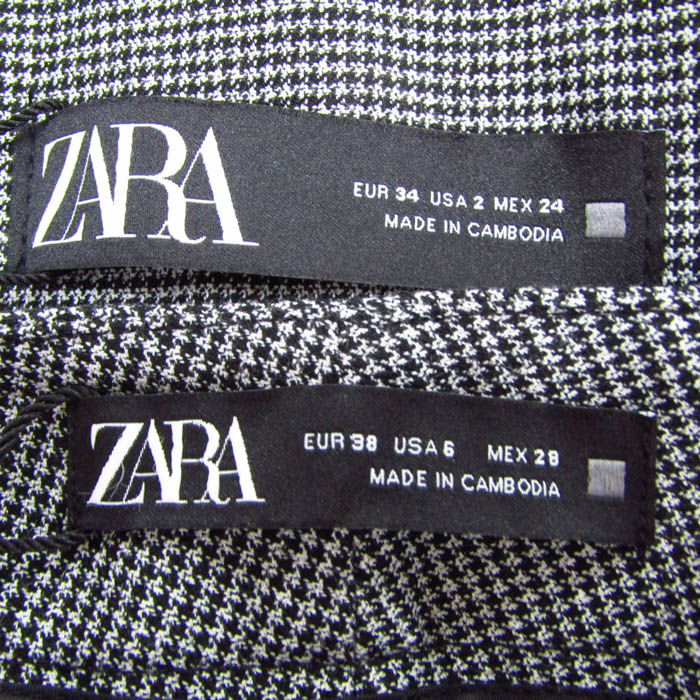 ZARA
EUR 34 USA 2 MEX 24
MADE IN CAMBODIA
ZARA
EUR 38 USA 6 MEX 28
MADE IN CAMBODIA